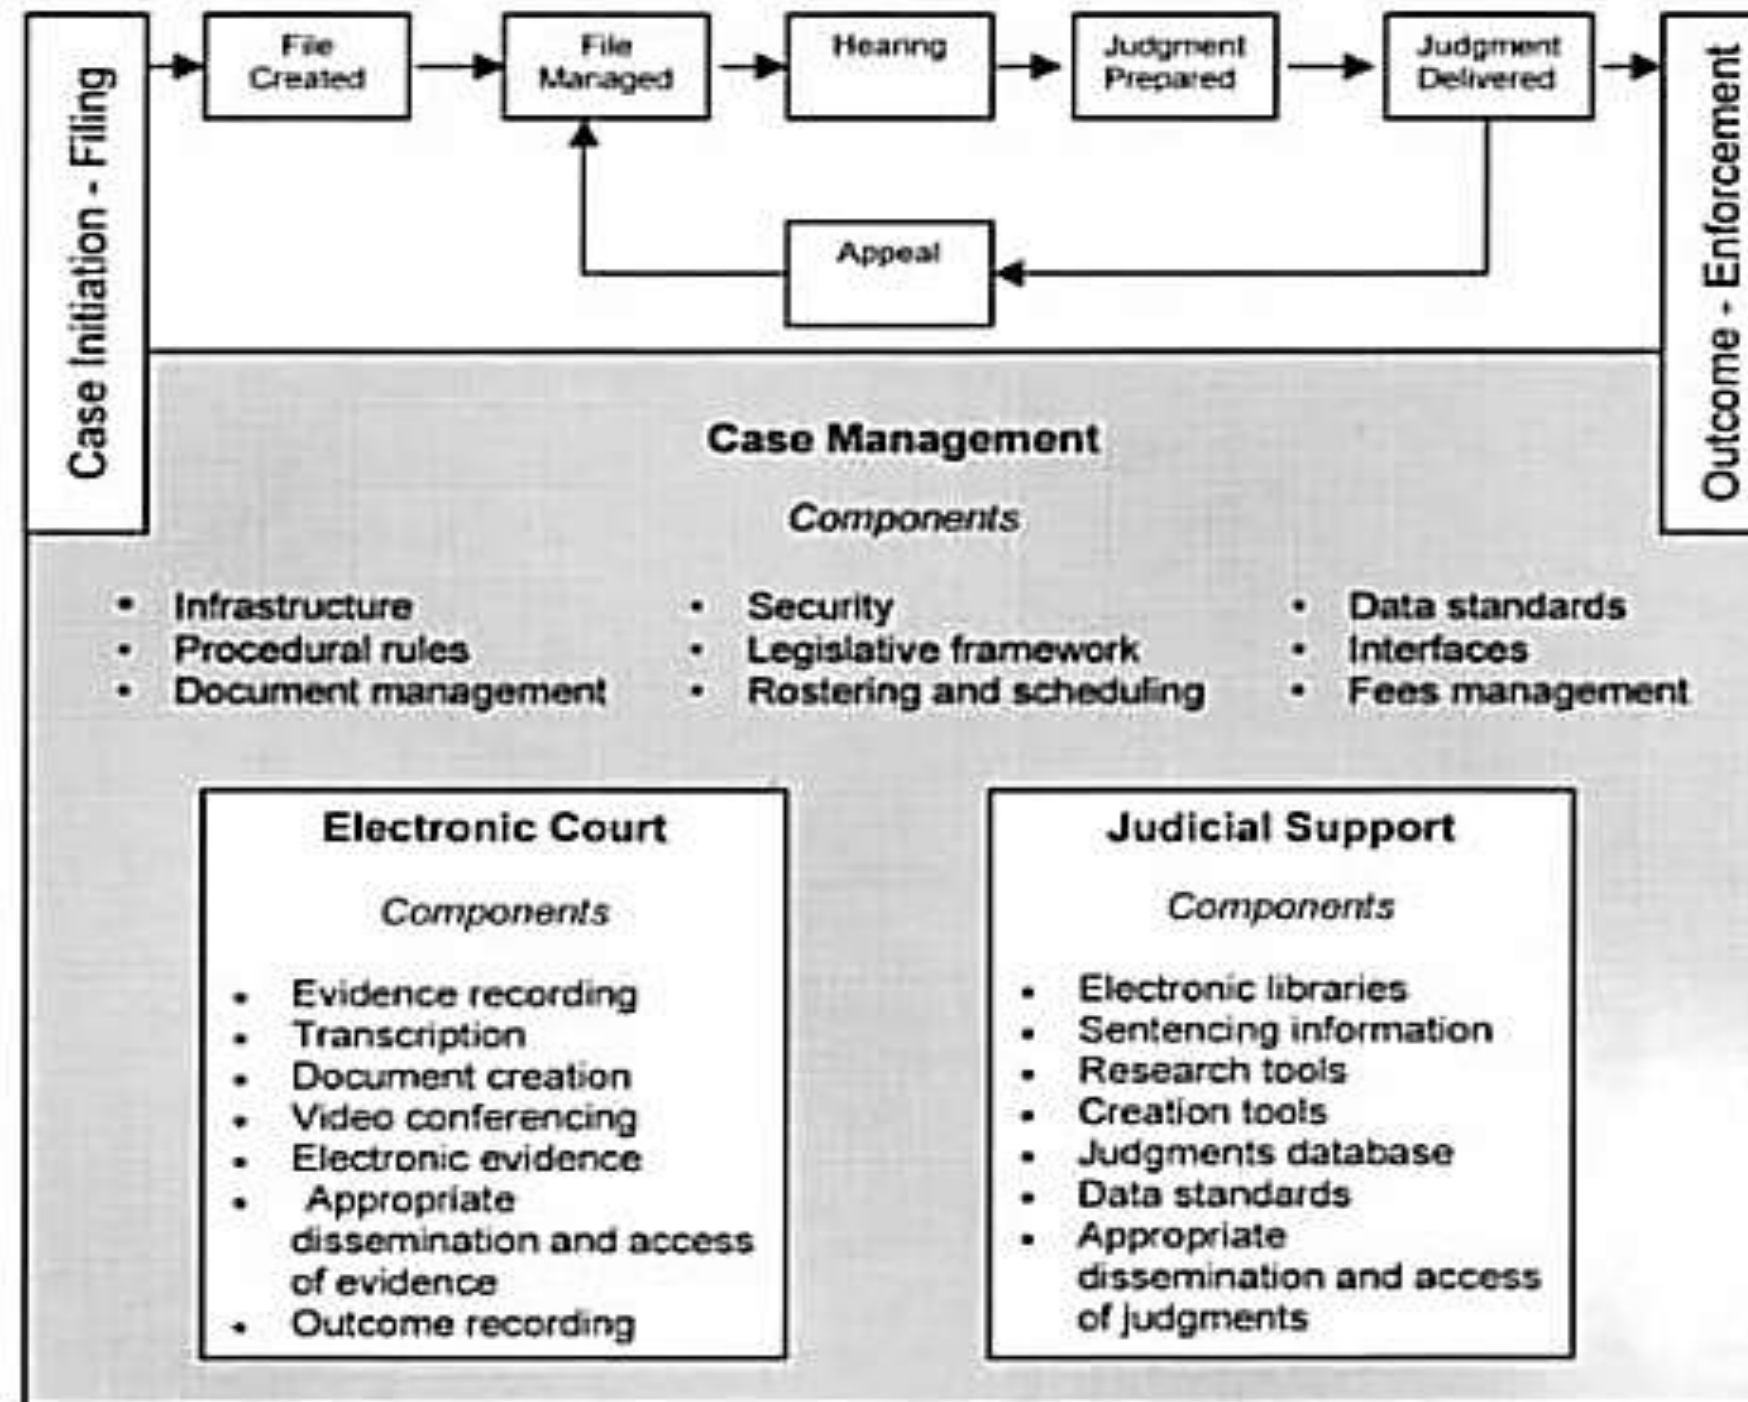 Case Initiation - Filing
File
Created
File
Managed
Hearing
Judgment
Prepared
Judgment
Delivered
Outcome - Enforcement
Appeal
Case Management
Components
• Infrastructure
• Procedural rules
• Document management
• Security
• Legislative framework
• Rostering and scheduling
• Data standards
• Interfaces
• Fees management
Electronic Court
Components
• Evidence recording
• Transcription
• Document creation
• Video conferencing
• Electronic evidence
• Appropriate
dissemination and access
of evidence
• Outcome recording
Judicial Support
Components
• Electronic libraries
• Sentencing information
• Research tools
• Creation tools
• Judgments database
• Data standards
• Appropriate
dissemination and access
of judgments